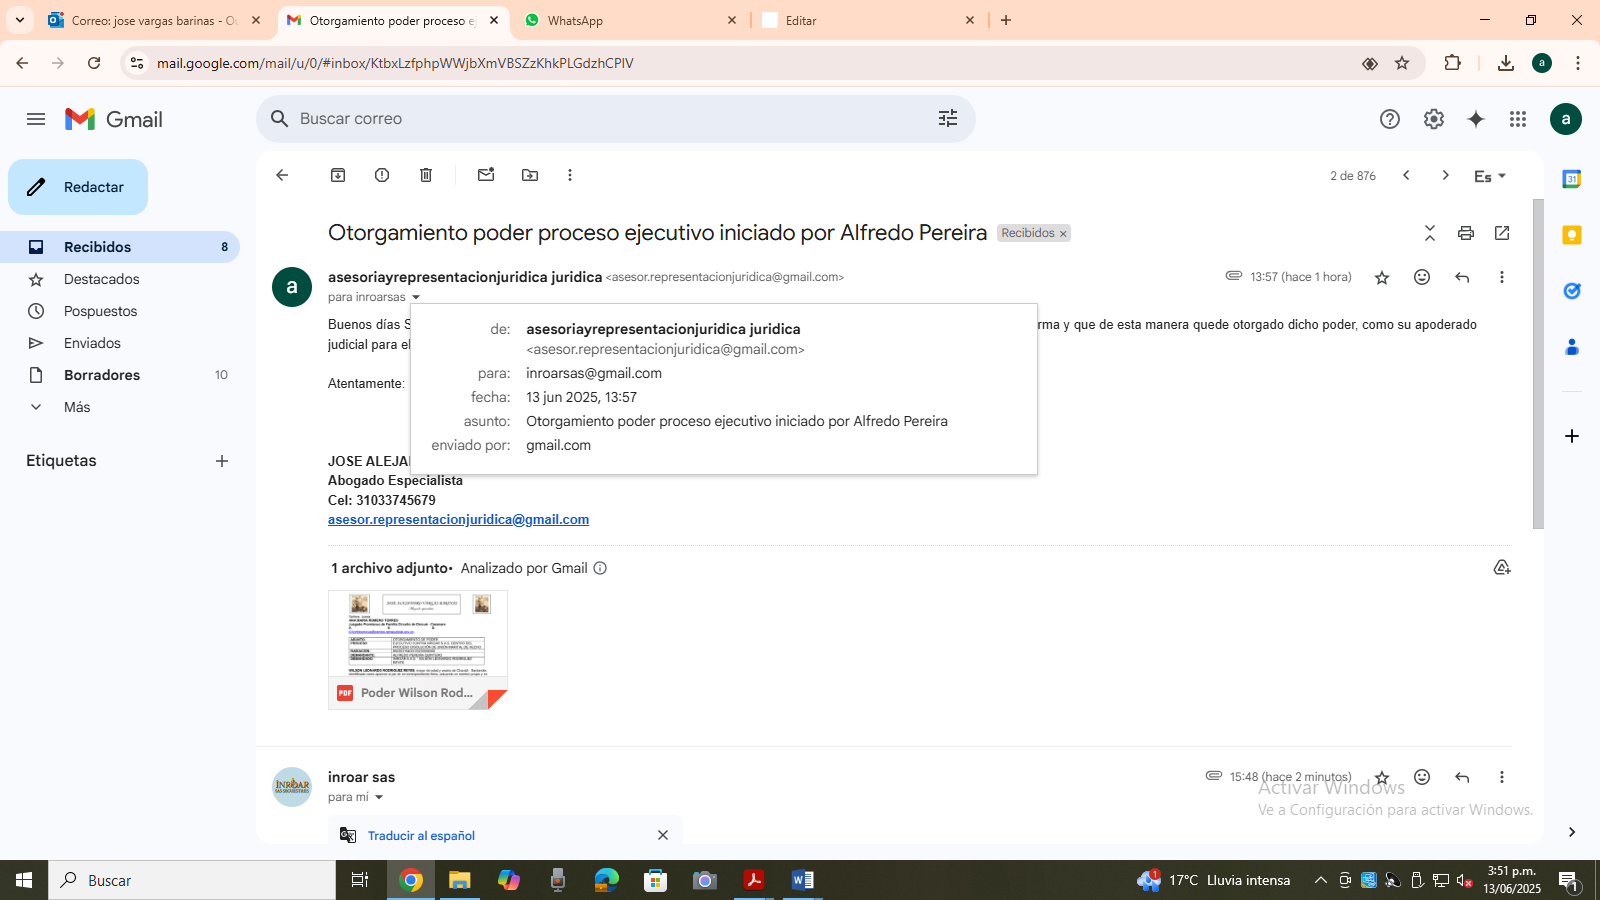 Correo: jose vargas barinas - Ou
Otorgamiento poder proceso ej
WhatsApp
Editar
mail.google.com/mail/u/0/#inbox/KtbxLzfphpWWjbXmVBSZzKhkPLGdzhCPIV
a
Gmail
Buscar correo
a
Redactar
2 de 876
Es
Recibidos 8
Destacados
Pospuestos
Enviados
Borradores 10
Más
Etiquetas
31
Otorgamiento poder proceso ejecutivo iniciado por Alfredo Pereira Recibidos x
a
asesoriayrepresentacionjuridica juridica <asesor.representacionjuridica@gmail.com> 13:57 (hace 1 hora)
para inroarsas
Buenos días S
rma y que de esta manera quede otorgado dicho poder, como su apoderado
judicial para el
de: asesoriayrepresentacionjuridica juridica
<asesor.representacionjuridica@gmail.com>
para: inroarsas@gmail.com
fecha: 13 jun 2025, 13:57
asunto: Otorgamiento poder proceso ejecutivo iniciado por Alfredo Pereira
enviado por: gmail.com
Atentamente:
JOSE ALEJA
Abogado Especialista
Cel: 31033745679
asesor.representacionjuridica@gmail.com
1 archivo adjunto• Analizado por Gmail
PDF Poder Wilson Rod...
INROAR
inroar sas 15:48 (hace 2 minutos)
para mí
Traducir al español
Activar Windows
Ve a Configuración para activar Windows.
Buscar
1
17°C Lluvia intensa
3:51 p.m.
13/06/2025
1